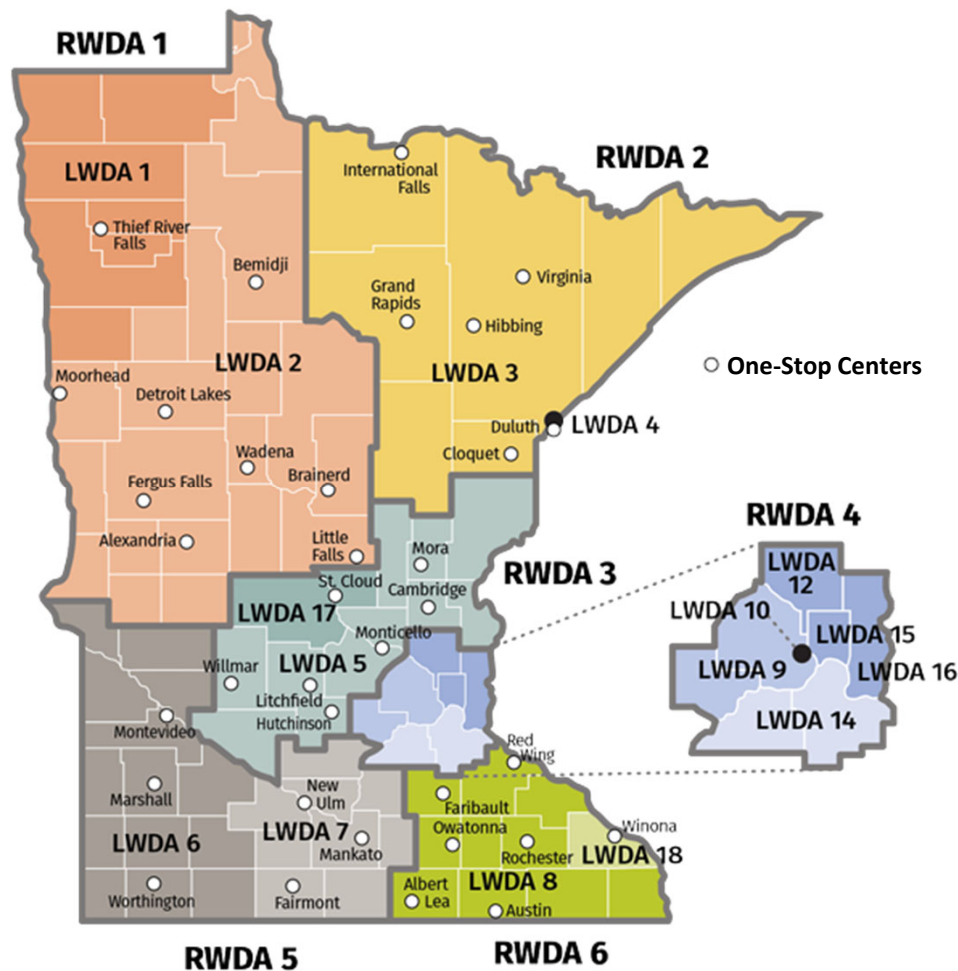 RWDA 1
RWDA 2
International
Falls
LWDA 1
Thief River
Falls
Bemidji
Virginia
Grand
Rapids
Hibbing
LWDA 2
LWDA 3
One-Stop Centers
Moorhead
Detroit Lakes
Duluth
LWDA 4
Cloquet
Wadena
Brainerd
Fergus Falls
Alexandria
Little
Falls
RWDA 4
Mora
RWDA 3
LWDA
12
St. Cloud
Cambridge
LWDA 17
LWDA 10
Monticello
LWDA 15
Willmar
LWDA 5
LWDA 9
LWDA 16
Litchfield
Hutchinson
LWDA 14
Montevideo
Red
Wing
Marshall
New
Ulm
Faribault
LWDA 6
LWDA 7
Owatonna
Winona
Mankato
Rochester
LWDA 18
Worthington
Fairmont
Albert
Lea
LWDA 8
Austin
RWDA 5
RWDA 6